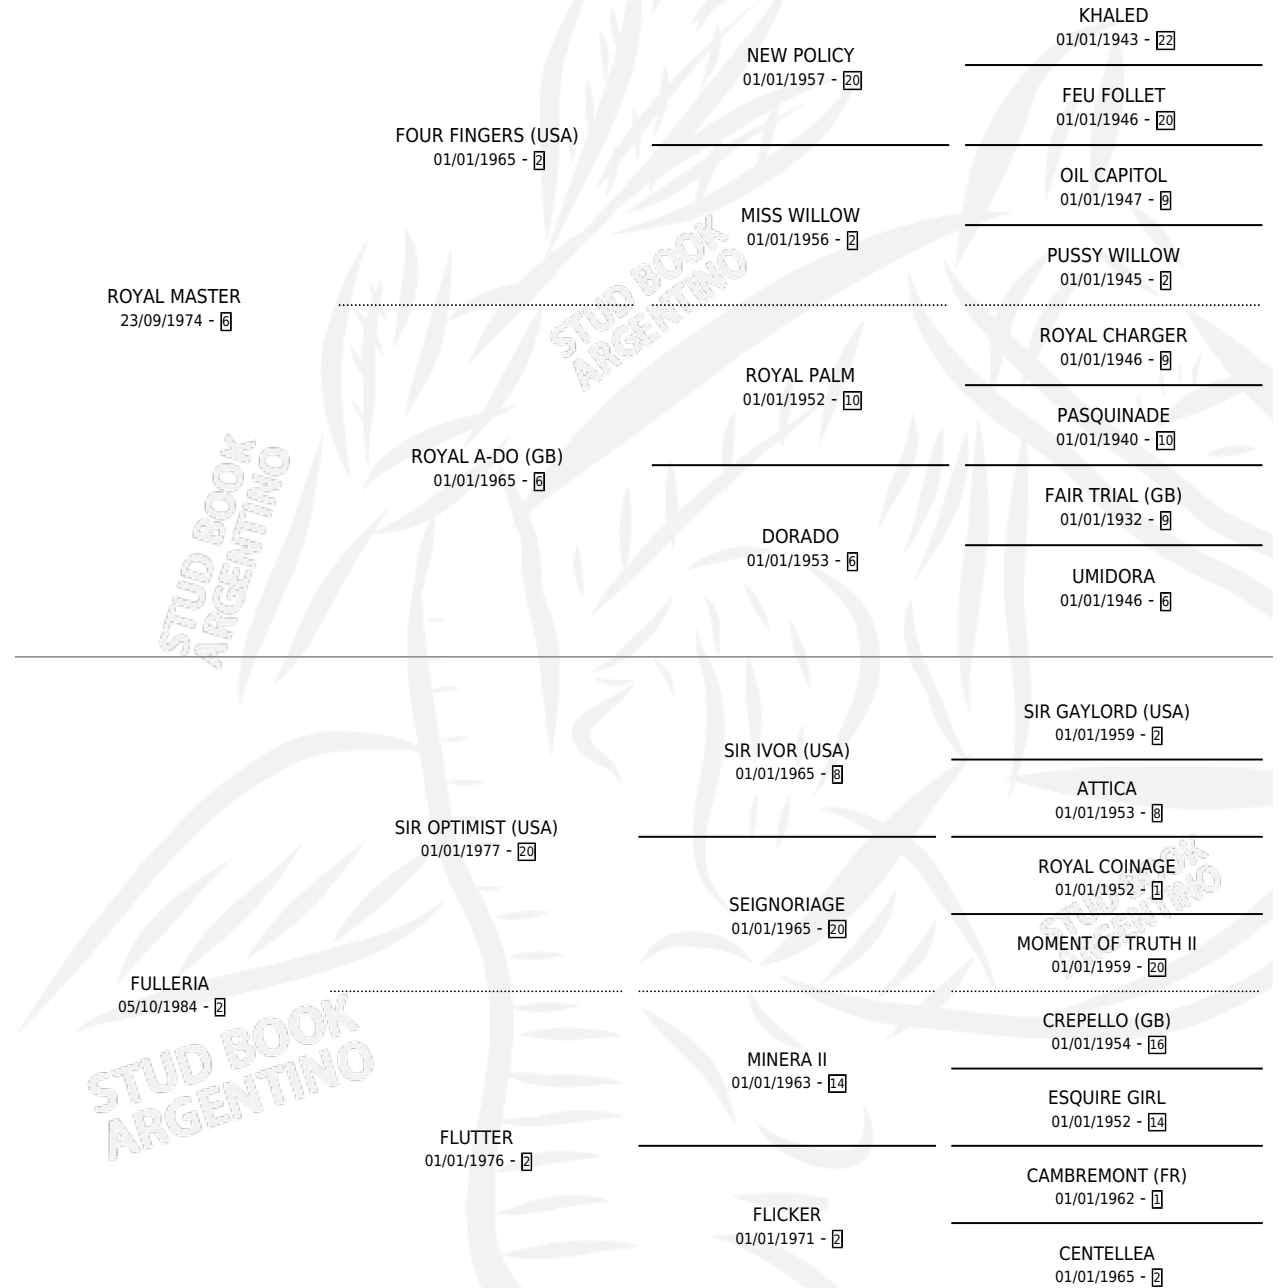 KHALED
01/01/1943 - 22
NEW POLICY
01/01/1957 - 20
FEU FOLLET
01/01/1946 - 20
FOUR FINGERS (USA)
01/01/1965 - 2
OIL CAPITOL
01/01/1947 - 9
MISS WILLOW
01/01/1956 - 2
PUSSY WILLOW
01/01/1945 - 2
ROYAL MASTER
23/09/1974 - 6
ROYAL CHARGER
01/01/1946 - 9
ROYAL PALM
01/01/1952 - 10
PASQUINADE
01/01/1940 - 10
ROYAL A-DO (GB)
01/01/1965 - 6
FAIR TRIAL (GB)
01/01/1932 - 9
DORADO
01/01/1953 - 6
UMIDORA
01/01/1946 - 6
SIR GAYLORD (USA)
01/01/1959 - 2
SIR IVOR (USA)
01/01/1965 - 8
ATTICA
01/01/1953 - 8
SIR OPTIMIST (USA)
01/01/1977 - 20
ROYAL COINAGE
01/01/1952 - 1
SEIGNORIAGE
01/01/1965 - 20
MOMENT OF TRUTH II
01/01/1959 - 20
FULLERIA
05/10/1984 - 2
CREPELLO (GB)
01/01/1954 - 16
MINERA II
01/01/1963 - 14
ESQUIRE GIRL
01/01/1952 - 14
FLUTTER
01/01/1976 - 2
CAMBREMONT (FR)
01/01/1962 - 1
FLICKER
01/01/1971 - 2
CENTELLEA
01/01/1965 - 2
STUD BOOK
ARGENTINO
STUD BOOK
ARGENTINO
STUD BOOK
ARGENTINO
STUD BOOK
ARGENTINO